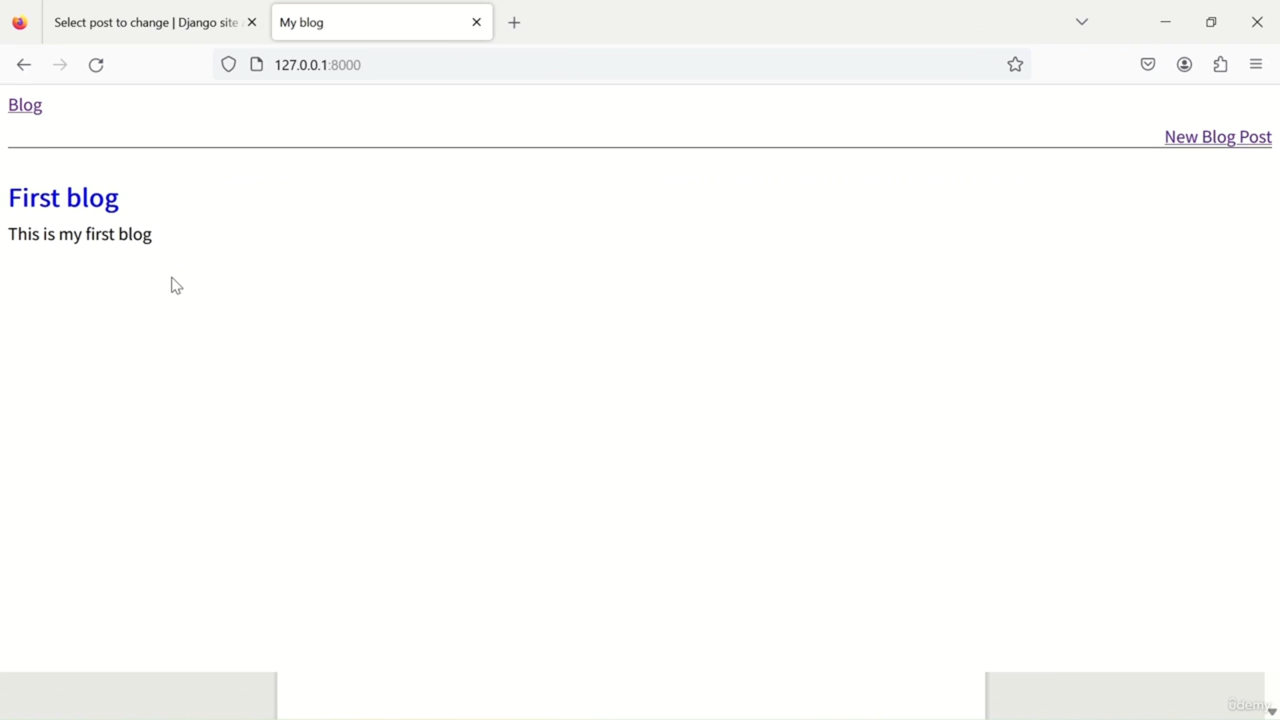 Select post to change | Django site
My blog
127.0.0.1:8000
Blog
New Blog Post
First blog
This is my first blog
ûdemy